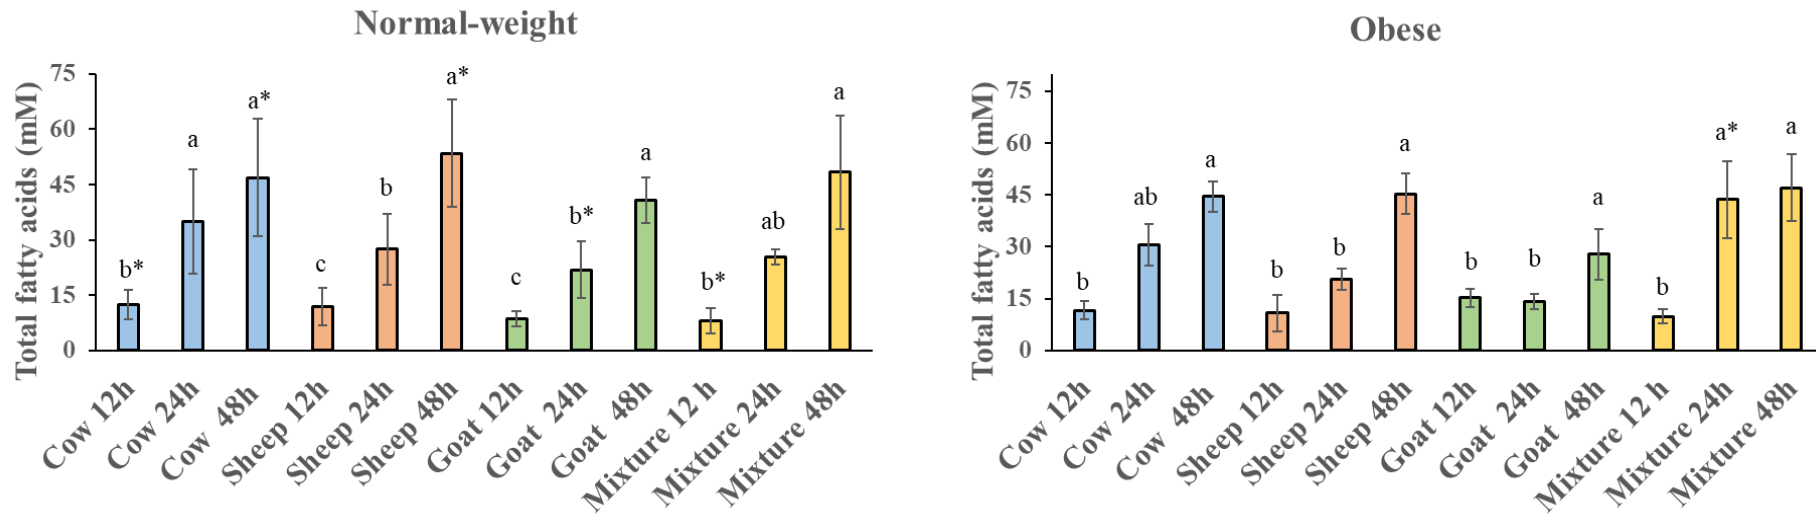 Normal-weight
Total fatty acids (mM)
75
60
45
30
15
0
b*
a
a*
c
b
a*
c
b*
a
b*
ab
a
Cow 12h
Cow 24h
Cow 48h
Sheep 12h
Sheep 24h
Sheep 48h
Goat 12h
Goat 24h
Goat 48h
Mixture 12 h
Mixture 24h
Mixture 48h
Obese
Total fatty acids (mM)
75
60
45
30
15
0
b
ab
a
b
b
a
b
b
a
b
a*
a
Cow 12h
Cow 24h
Cow 48h
Sheep 12h
Sheep 24h
Sheep 48h
Goat 12h
Goat 24h
Goat 48h
Mixture 12 h
Mixture 24h
Mixture 48h